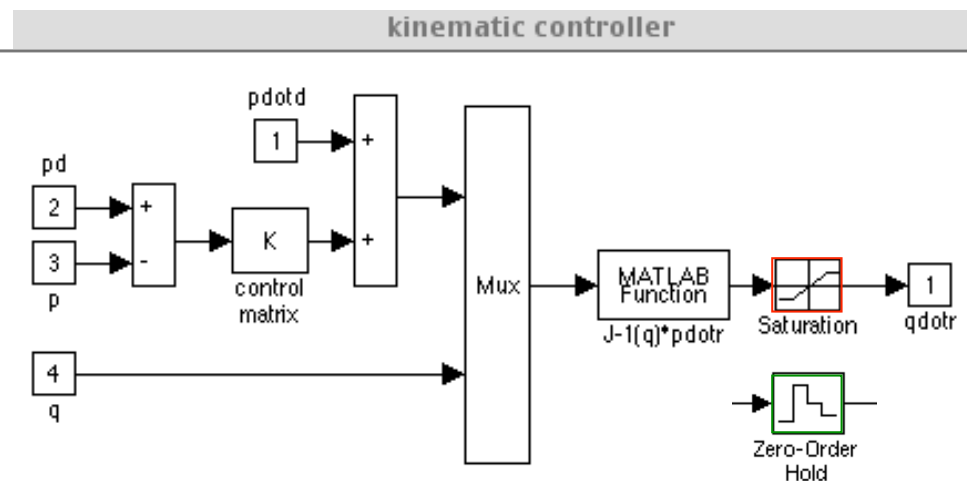 kinematic controller
pdotd
1
+
pd
2
+
3
-
p
K
control
matrix
+
Mux
MATLAB
Function
J-1(q)*pdotr
Saturation
1
qdotr
4
q
Zero-Order
Hold